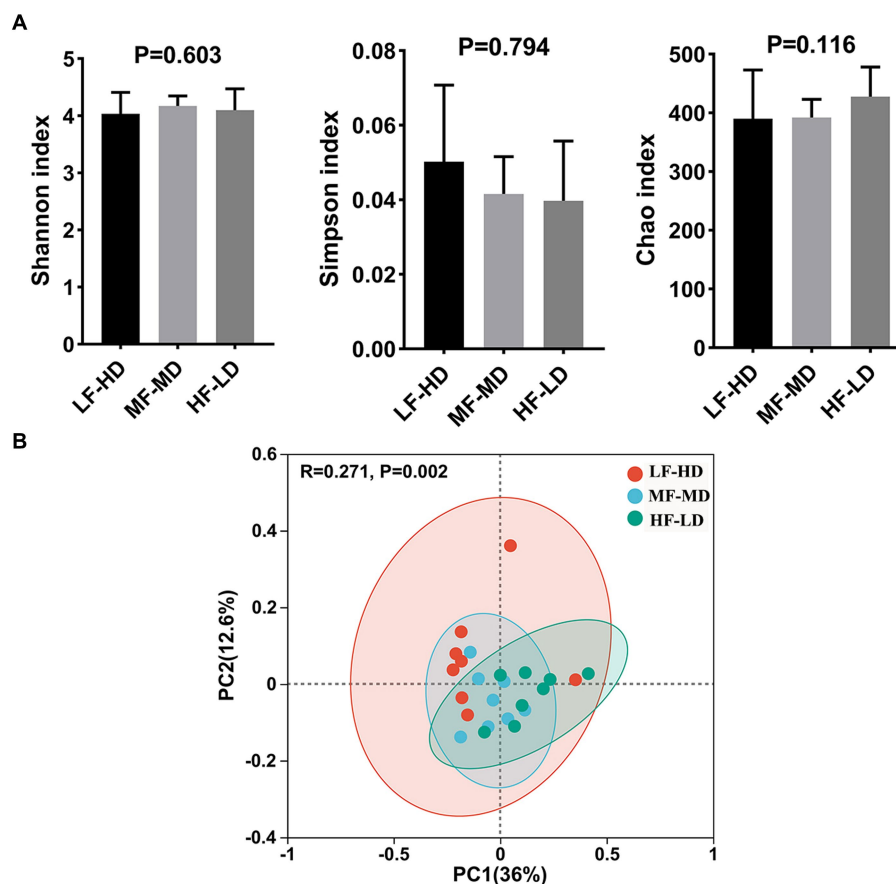 A
P=0.603
Shannon index
5
4
3
2
1
0
LF-HD
MF-MD
HF-LD
P=0.794
Simpson index
0.08
0.06
0.04
0.02
0.00
LF-HD
MF-MD
HF-LD
P=0.116
Chao index
500
400
300
200
100
0
LF-HD
MF-MD
HF-LD
B
R=0.271, P=0.002
LF-HD
MF-MD
HF-LD
PC2(12.6%)
0.6
0.4
0.2
0
-0.2
-0.4
-1
-0.5
0
0.5
1
PC1(36%)